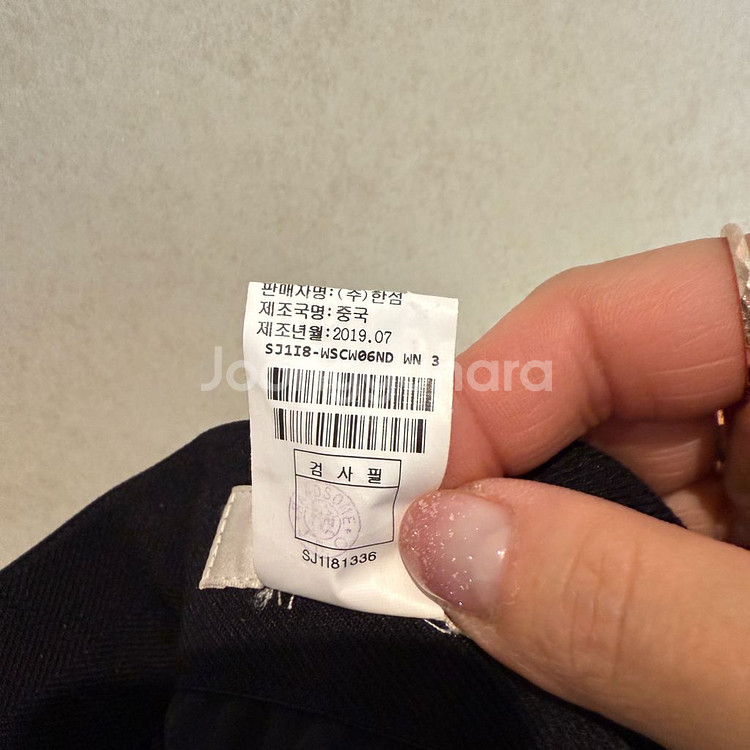 판매자명:(주)한섬
제조국명:중국
제조년월:2019.07
SJ1I8-WSCW06ND WN 3
Joonggonara
검사필
SJ1I81336